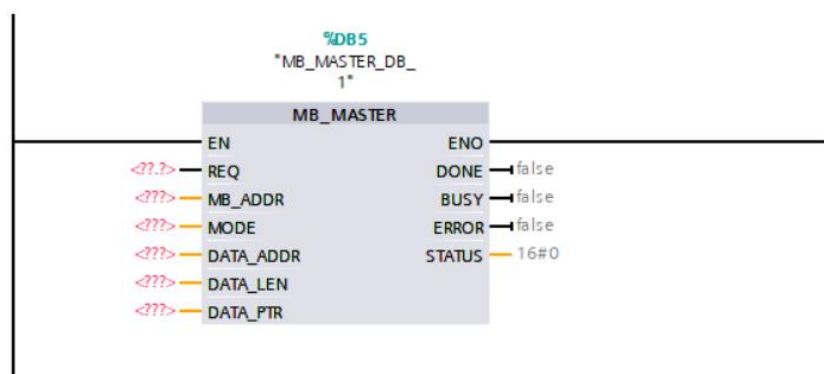 %DB5
"MB_MASTER_DB_
1"
MB_MASTER
EN ENO
<??.?> REQ DONE false
<???> MB_ADDR BUSY false
<???> MODE ERROR false
<???> DATA_ADDR STATUS 16#0
<???> DATA_LEN
<???> DATA_PTR